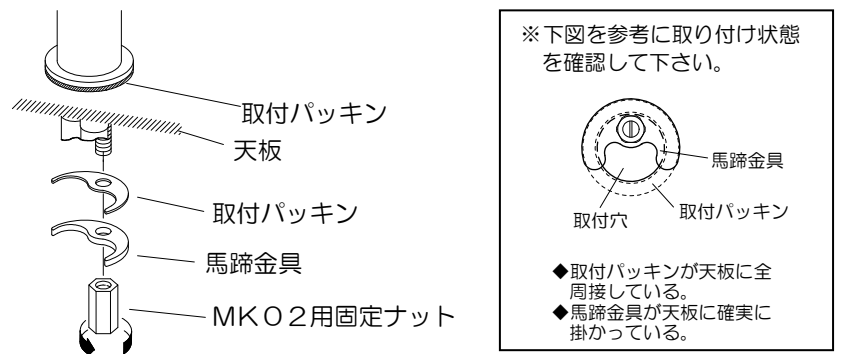 取付パッキン
天板
取付パッキン
馬蹄金具
MK02用固定ナット
※下図を参考に取り付け状態
を確認して下さい。
馬蹄金具
取付穴
取付パッキン
◆取付パッキンが天板に全
周接している。
◆馬蹄金具が天板に確実に
掛かっている。